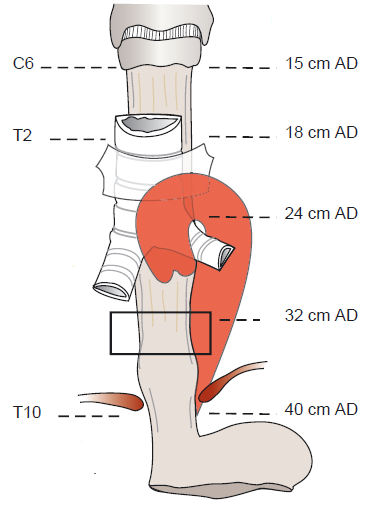 C6
15 cm AD
T2
18 cm AD
24 cm AD
32 cm AD
T10
40 cm AD